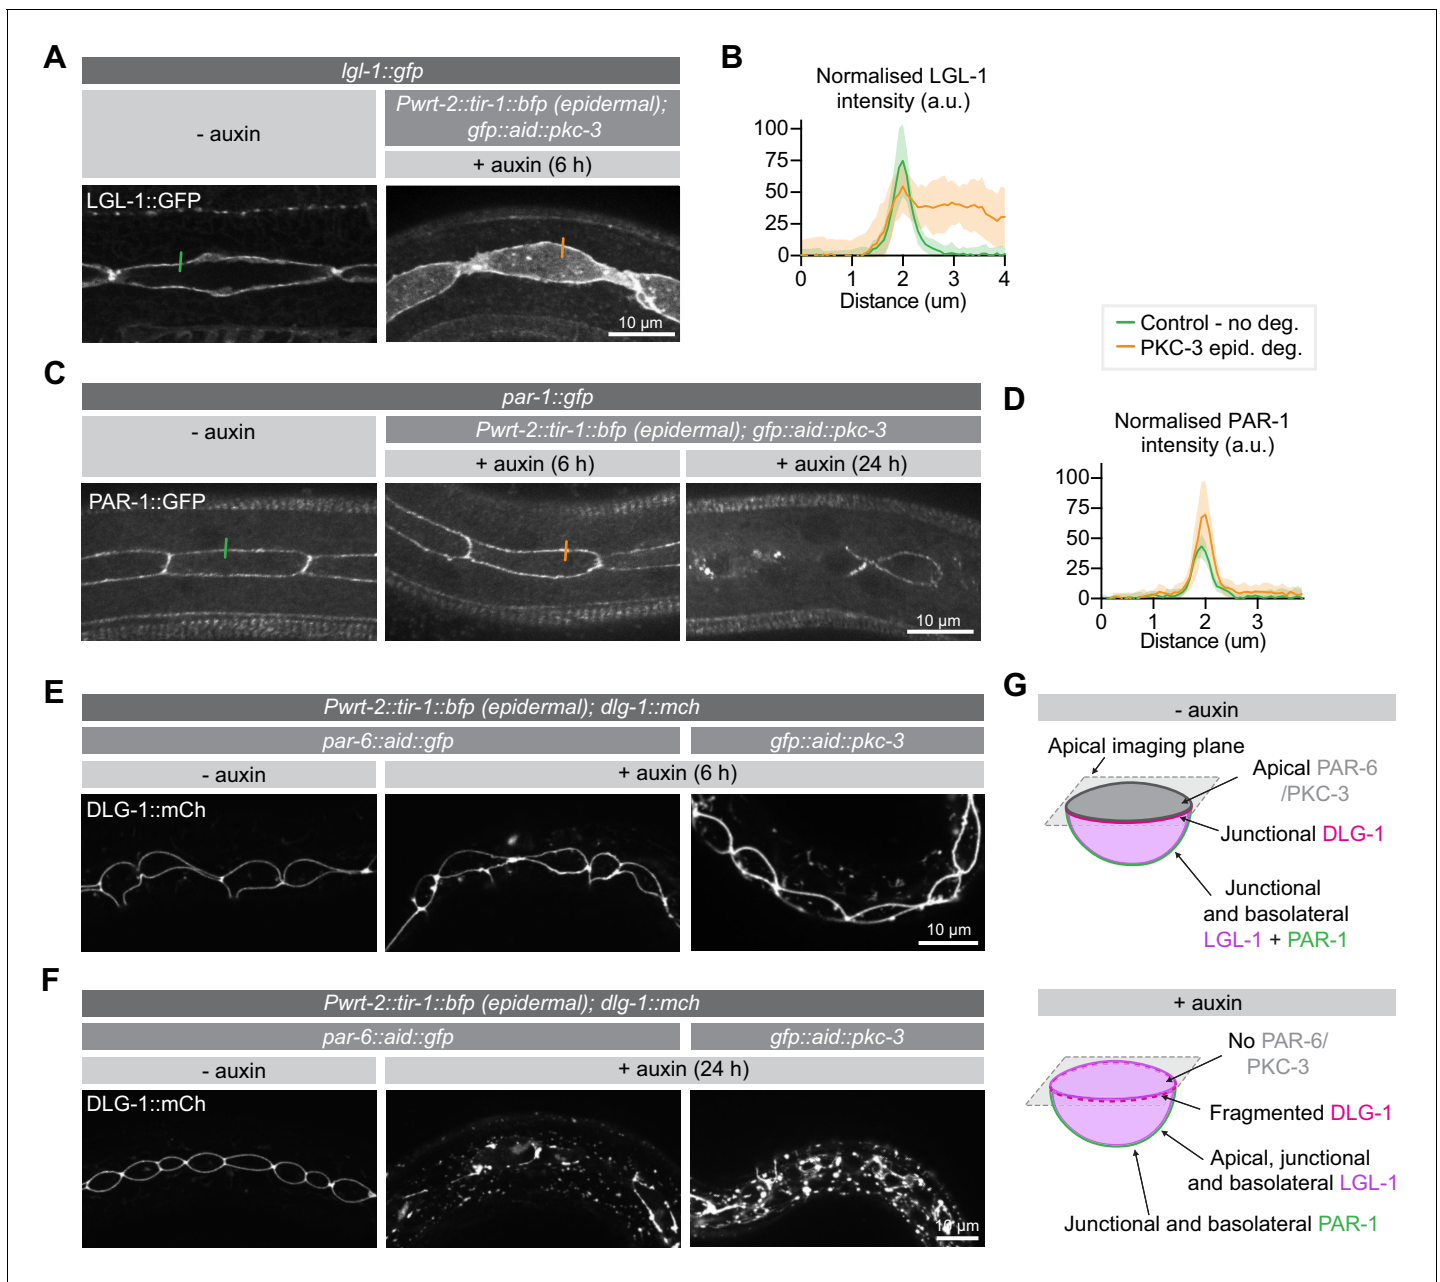 A
lgl-1::gfp
- auxin
Pwrt-2::tir-1::bfp (epidermal);
gfp::aid::pkc-3
+ auxin (6 h)
LGL-1::GFP
10 µm
B
Normalised LGL-1
intensity (a.u.)
100
75
50
25
0
0 1 2 3 4
Distance (um)
Control - no deg.
PKC-3 epid. deg.
C
par-1::gfp
- auxin
Pwrt-2::tir-1::bfp (epidermal); gfp::aid::pkc-3
+ auxin (6 h)
+ auxin (24 h)
PAR-1::GFP
10 µm
D
Normalised PAR-1
intensity (a.u.)
100
75
50
25
0
0 1 2 3
Distance (um)
E
Pwrt-2::tir-1::bfp (epidermal); dlg-1::mch
par-6::aid::gfp
gfp::aid::pkc-3
- auxin
+ auxin (6 h)
DLG-1::mCh
10 µm
F
Pwrt-2::tir-1::bfp (epidermal); dlg-1::mch
par-6::aid::gfp
gfp::aid::pkc-3
- auxin
+ auxin (24 h)
DLG-1::mCh
10 µm
G
- auxin
Apical imaging plane
Apical PAR-6
/PKC-3
Junctional DLG-1
Junctional
and basolateral
LGL-1 + PAR-1
+ auxin
No PAR-6/
PKC-3
Fragmented DLG-1
Apical, junctional
and basolateral LGL-1
Junctional and basolateral PAR-1